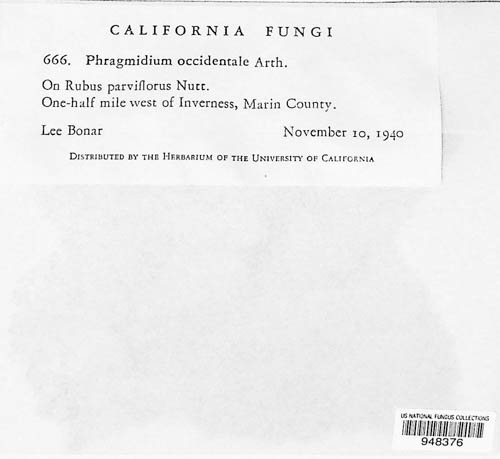 CALIFORNIA FUNGI
666. Phragmidium occidentale Arth.
On Rubus parviflorus Nutt.
One-half mile west of Inverness, Marin County.
Lee Bonar November 10, 1940
Distributed by the Herbarium of the University of California
US NATIONAL FUNGUS COLLECTIONS
948376